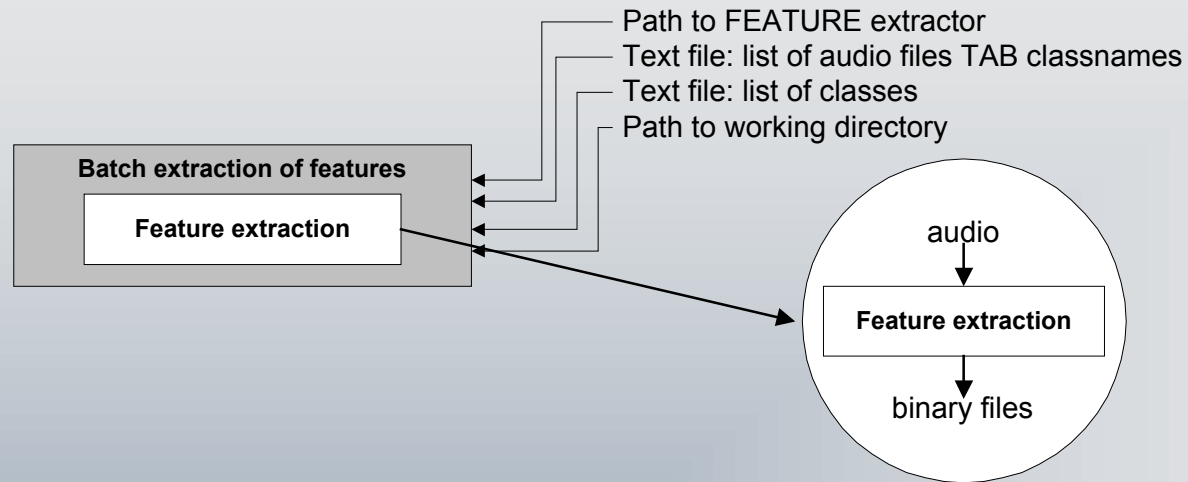 Path to FEATURE extractor
Text file: list of audio files TAB classnames
Text file: list of classes
Path to working directory
Batch extraction of features
Feature extraction
audio
Feature extraction
binary files